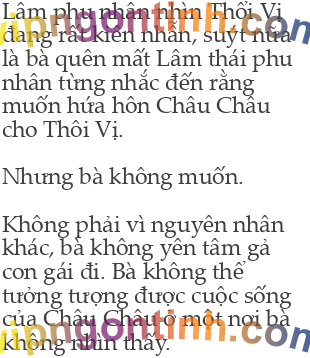 Lâm phu nhân nhìn Thôi Vị
đang rất kiên nhẫn, suýt nữa
là bà quên mất Lâm thái phu
nhân từng nhắc đến rằng
muốn hứa hôn Châu Châu
cho Thôi Vị.
Nhưng bà không muốn.
Không phải vì nguyên nhân
khác, bà không yên tâm gả
con gái đi. Bà không thể
tưởng tượng được cuộc sống
của Châu Châu ở một nơi bà
không nhìn thấy.
vipngontinh.com
vipngontinh.com